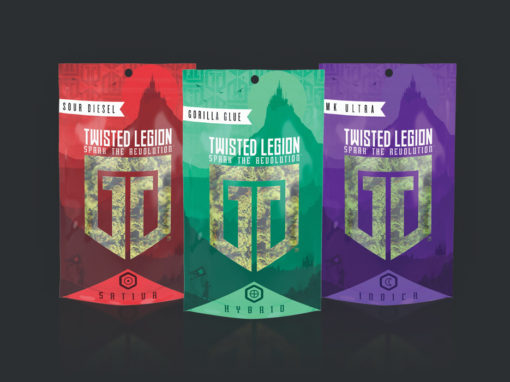 SOUR DIESEL
TWISTED LEGION
SPARK THE REVOLUTION
SATIVA
GORILLA GLUE
TWISTED LEGION
SPARK THE REVOLUTION
HYBRID
MK ULTRA
TWISTED LEGION
SPARK THE REVOLUTION
INDICA